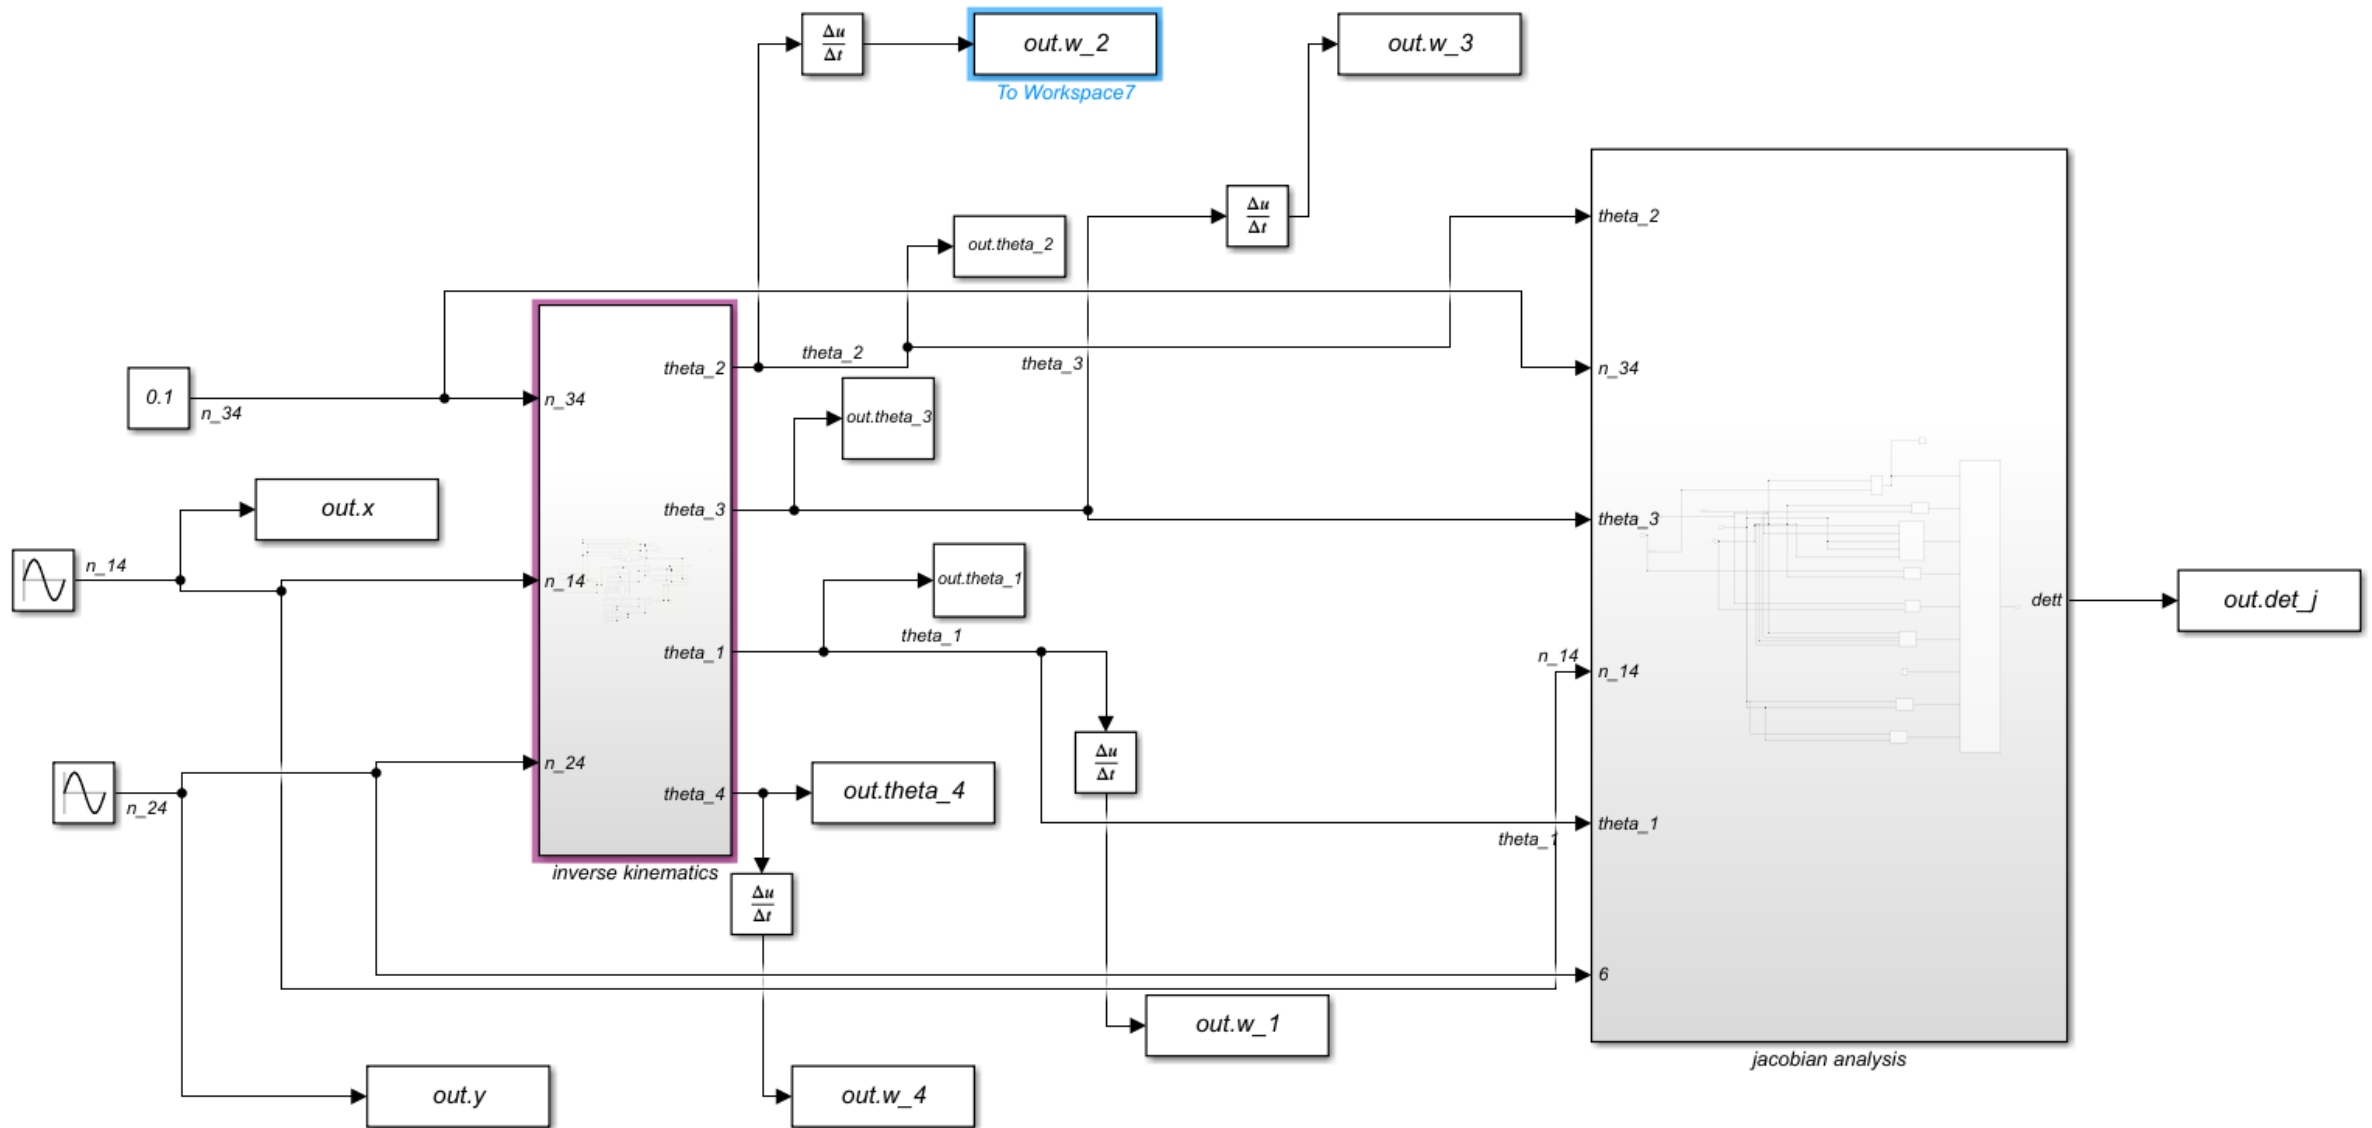 Δu
Δt
out.w_2
To Workspace7
out.w_3
Δu
Δt
out.theta_2
theta_2
n_34
theta_3
n_14
theta_1
6
dett
jacobian analysis
out.det_j
0.1
n_34
n_34
n_14
n_24
theta_2
theta_3
theta_1
theta_4
inverse kinematics
theta_2
theta_3
out.theta_3
out.x
n_14
out.theta_1
theta_1
n_14
Δu
Δt
n_24
out.theta_4
theta_1
Δu
Δt
out.w_1
out.y
out.w_4